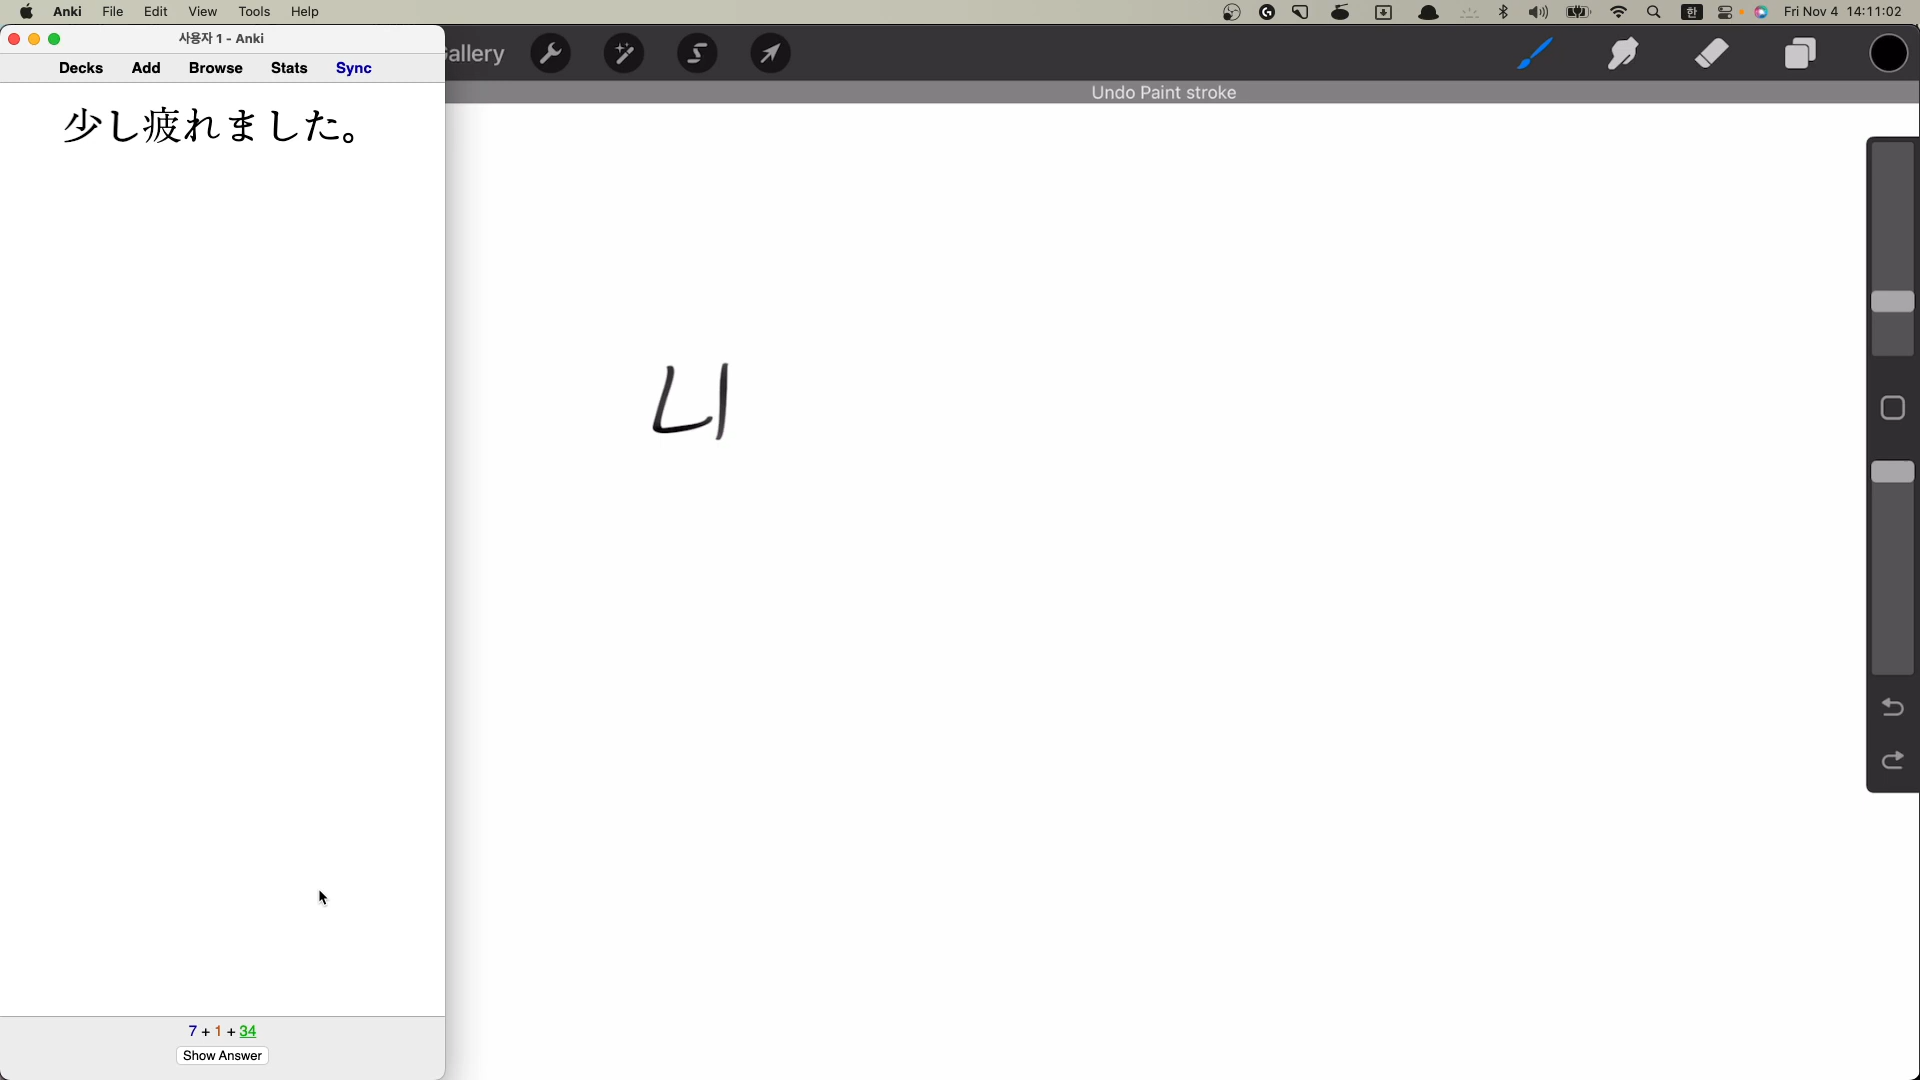 Anki File Edit View Tools Help 한 Fri Nov 4 14:11:02
사용자 1 - Anki
Decks Add Browse Stats Sync
allery
Undo Paint stroke
少し疲れました。
니
7 + 1 + 34
Show Answer